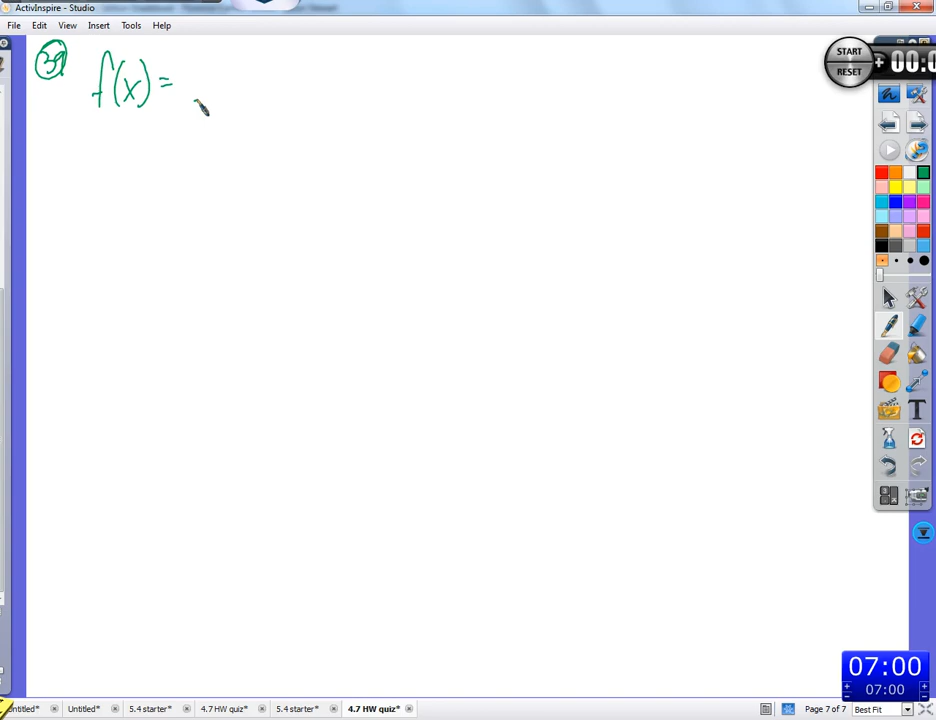 ActivInspire - Studio
File Edit View Insert Tools Help
START
RESET
39
f(x) =
07:00
07:00
Untitled* 5.4 starter* 4.7 HW quiz* 5.4 starter* 4.7 HW quiz* Page 7 of 7 Best Fit